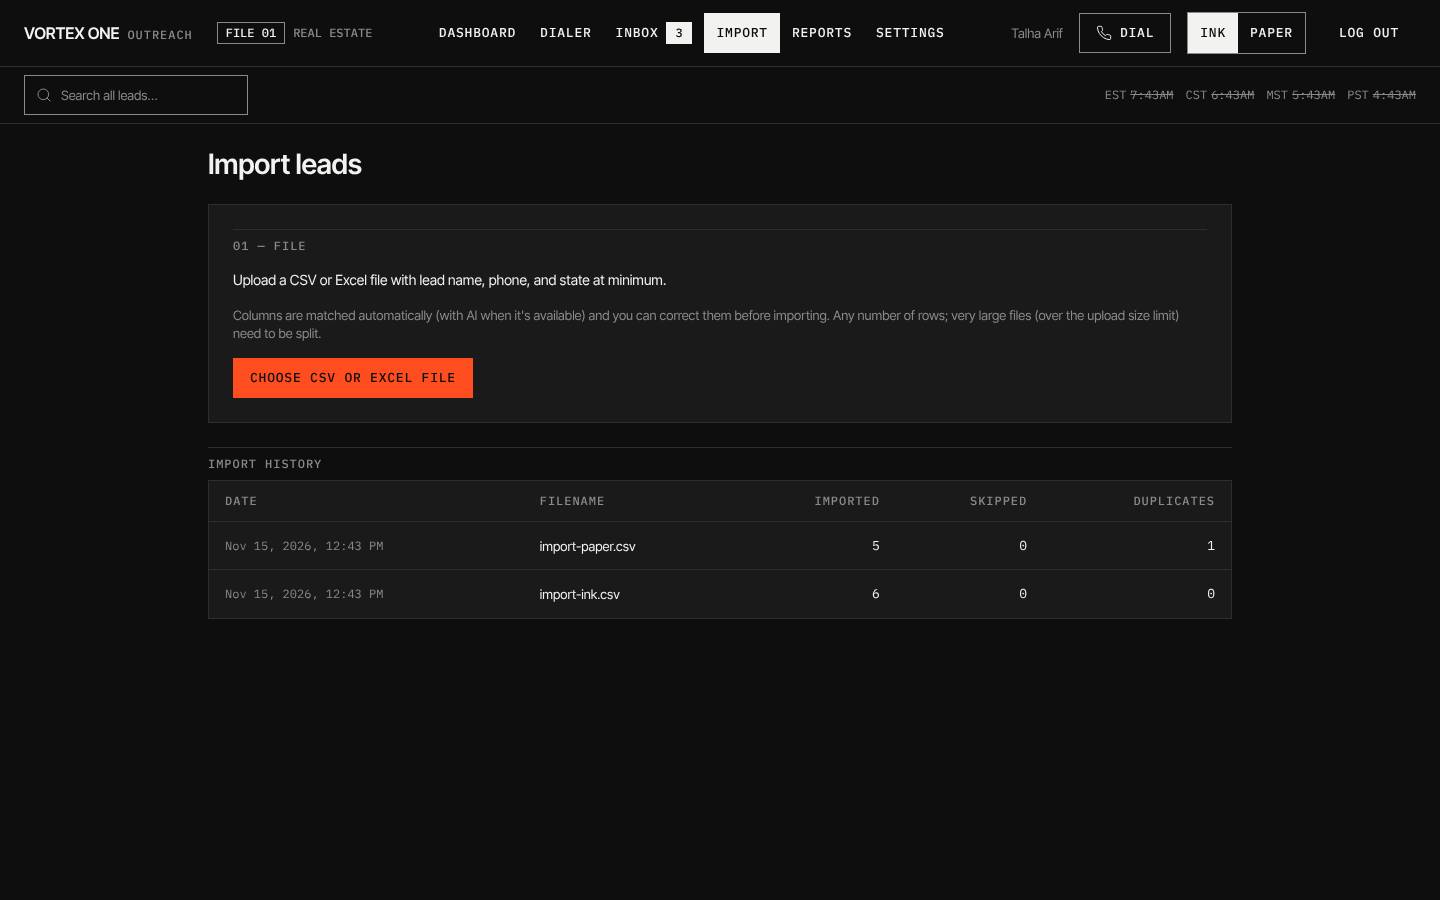 VORTEX ONE OUTREACH FILE 01 REAL ESTATE DASHBOARD DIALER INBOX 3 IMPORT REPORTS SETTINGS Talha Arif DIAL INK PAPER LOG OUT
Search all leads... EST 7:43AM CST 6:43AM MST 5:43AM PST 4:43AM
Import leads
01 — FILE
Upload a CSV or Excel file with lead name, phone, and state at minimum.
Columns are matched automatically (with AI when it's available) and you can correct them before importing. Any number of rows; very large files (over the upload size limit)
need to be split.
CHOOSE CSV OR EXCEL FILE
IMPORT HISTORY
DATE FILENAME IMPORTED SKIPPED DUPLICATES
Nov 15, 2026, 12:43 PM import-paper.csv 5 0 1
Nov 15, 2026, 12:43 PM import-ink.csv 6 0 0